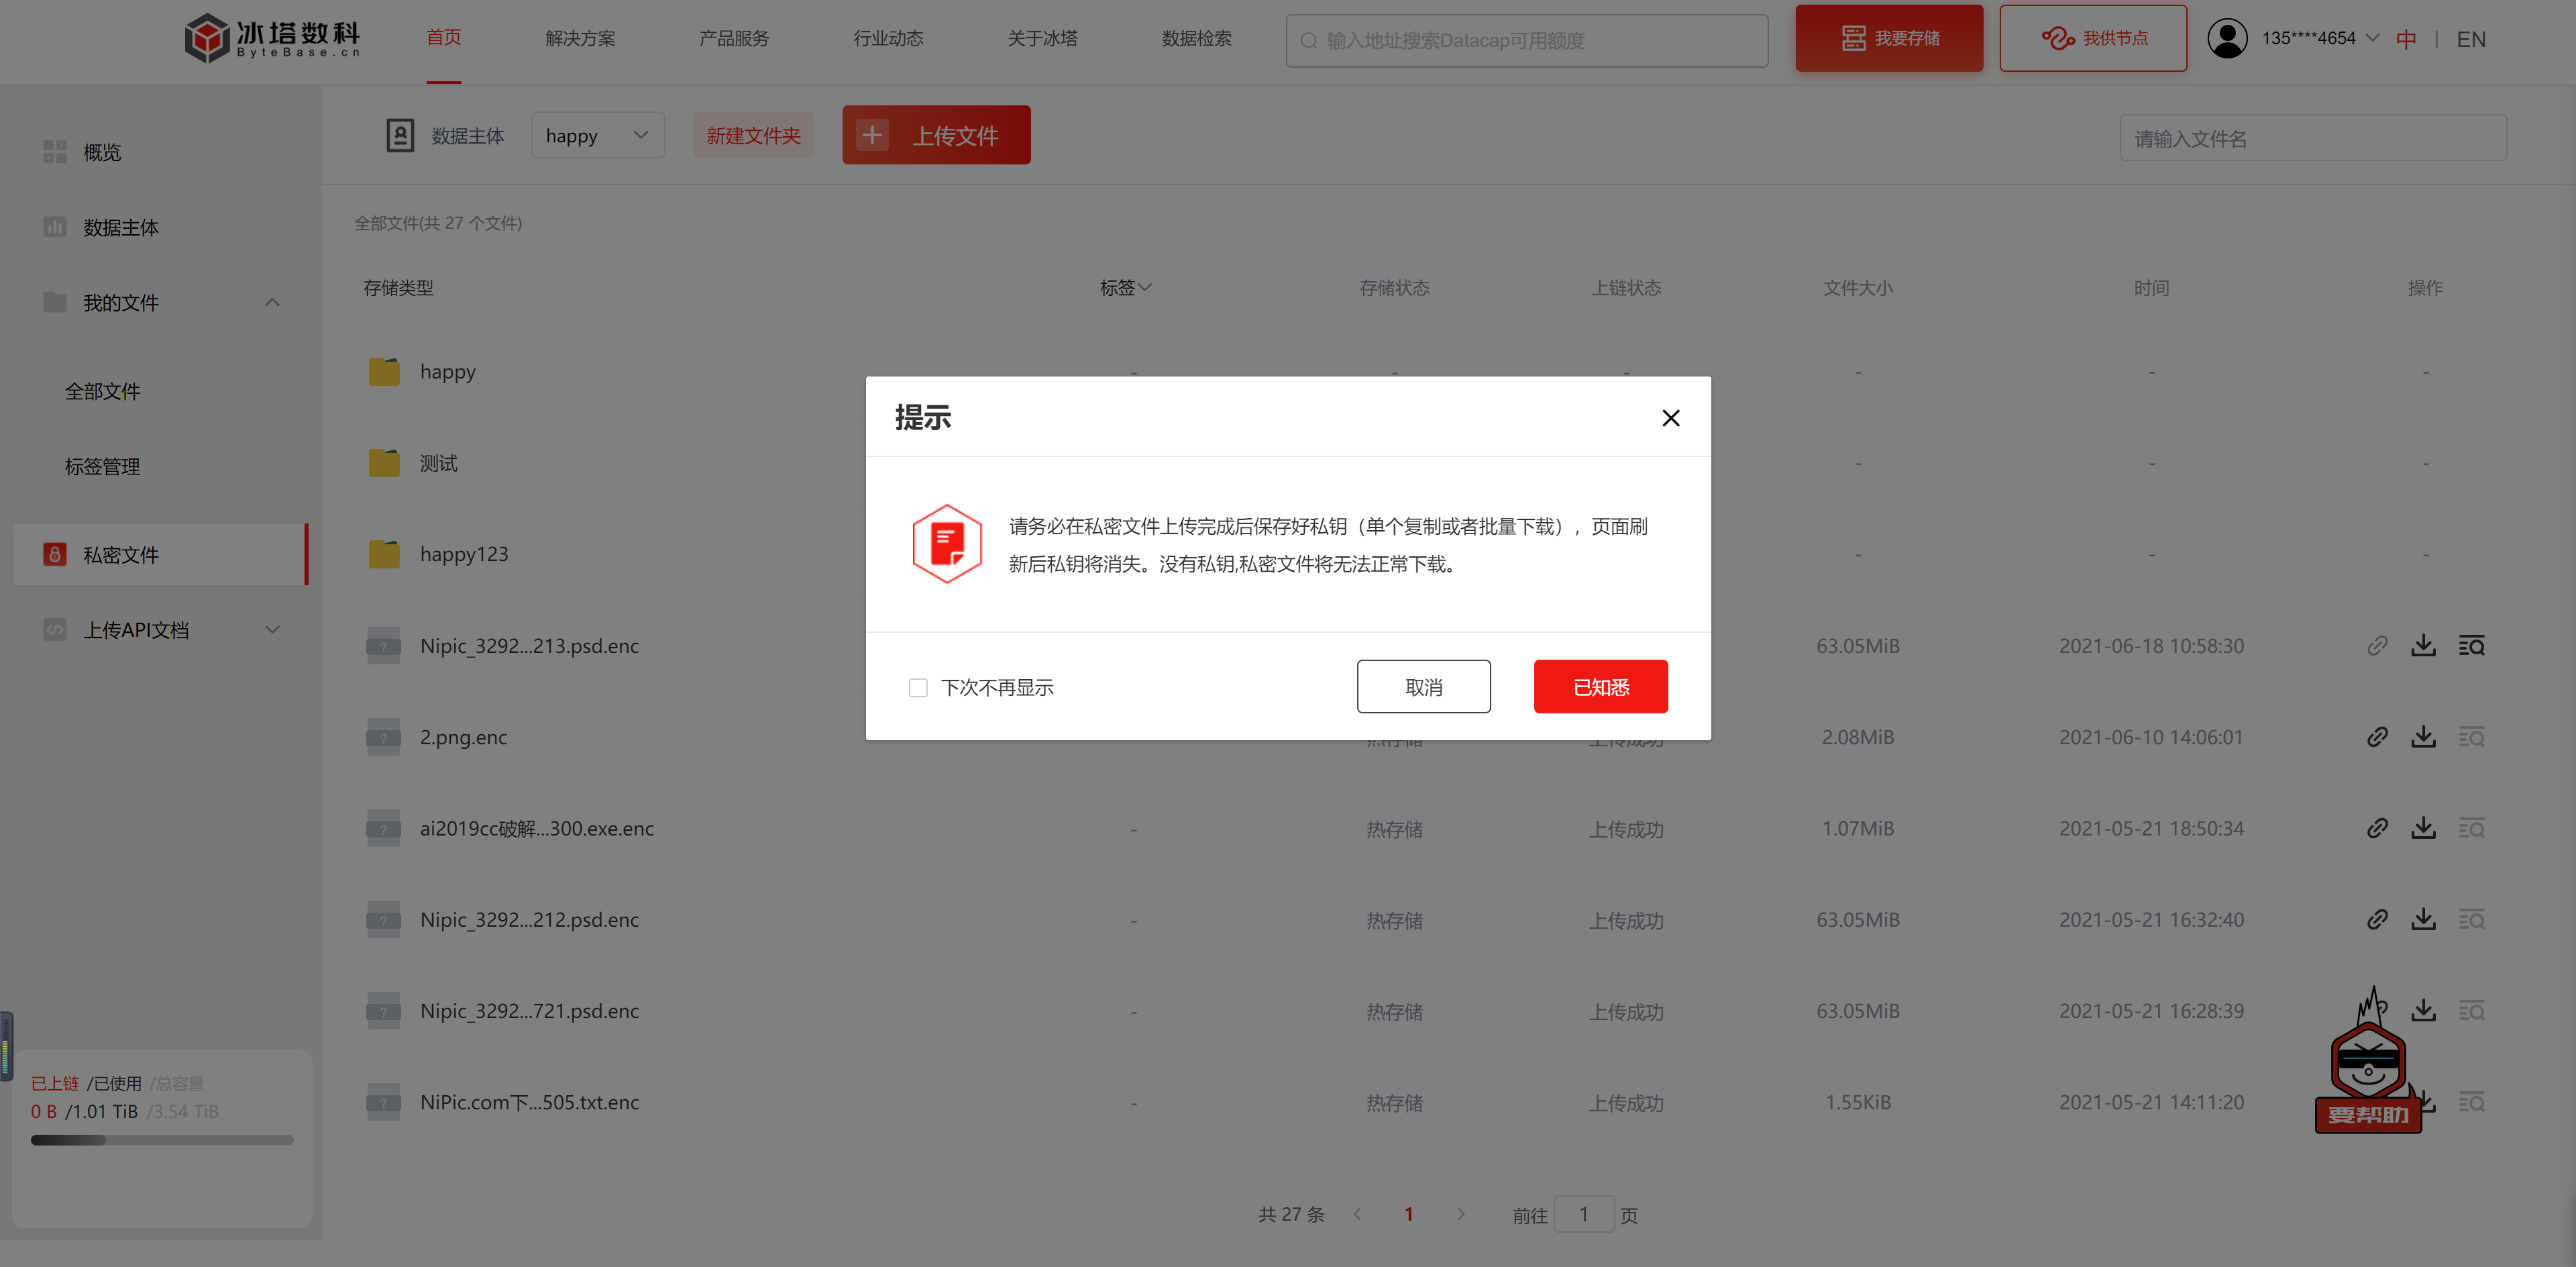 冰塔数科
ByteBase.cn
首页
解决方案
产品服务
行业动态
关于冰塔
数据检索
输入地址搜索Datacap可用额度
我要存储
我供节点
135****4654
中 | EN
概览
数据主体
我的文件
全部文件
标签管理
私密文件
上传API文档
数据主体
happy
新建文件夹
上传文件
请输入文件名
全部文件(共 27 个文件)
存储类型 标签 存储状态 上链状态 文件大小 时间 操作
happy - - - - - -
测试 - - -
happy123 - - -
Nipic_3292...213.psd.enc 63.05MiB 2021-06-18 10:58:30
2.png.enc 热存储 上传成功 2.08MiB 2021-06-10 14:06:01
ai2019cc破解...300.exe.enc - 热存储 上传成功 1.07MiB 2021-05-21 18:50:34
Nipic_3292...212.psd.enc - 热存储 上传成功 63.05MiB 2021-05-21 16:32:40
Nipic_3292...721.psd.enc - 热存储 上传成功 63.05MiB 2021-05-21 16:28:39
NiPic.com下...505.txt.enc - 热存储 上传成功 1.55KiB 2021-05-21 14:11:20
提示
请务必在私密文件上传完成后保存好私钥（单个复制或者批量下载），页面刷
新后私钥将消失。没有私钥,私密文件将无法正常下载。
下次不再显示
取消
已知悉
已上链 /已使用 /总容量
0 B /1.01 TiB /3.54 TiB
要帮助
共 27 条
1
前往 1 页